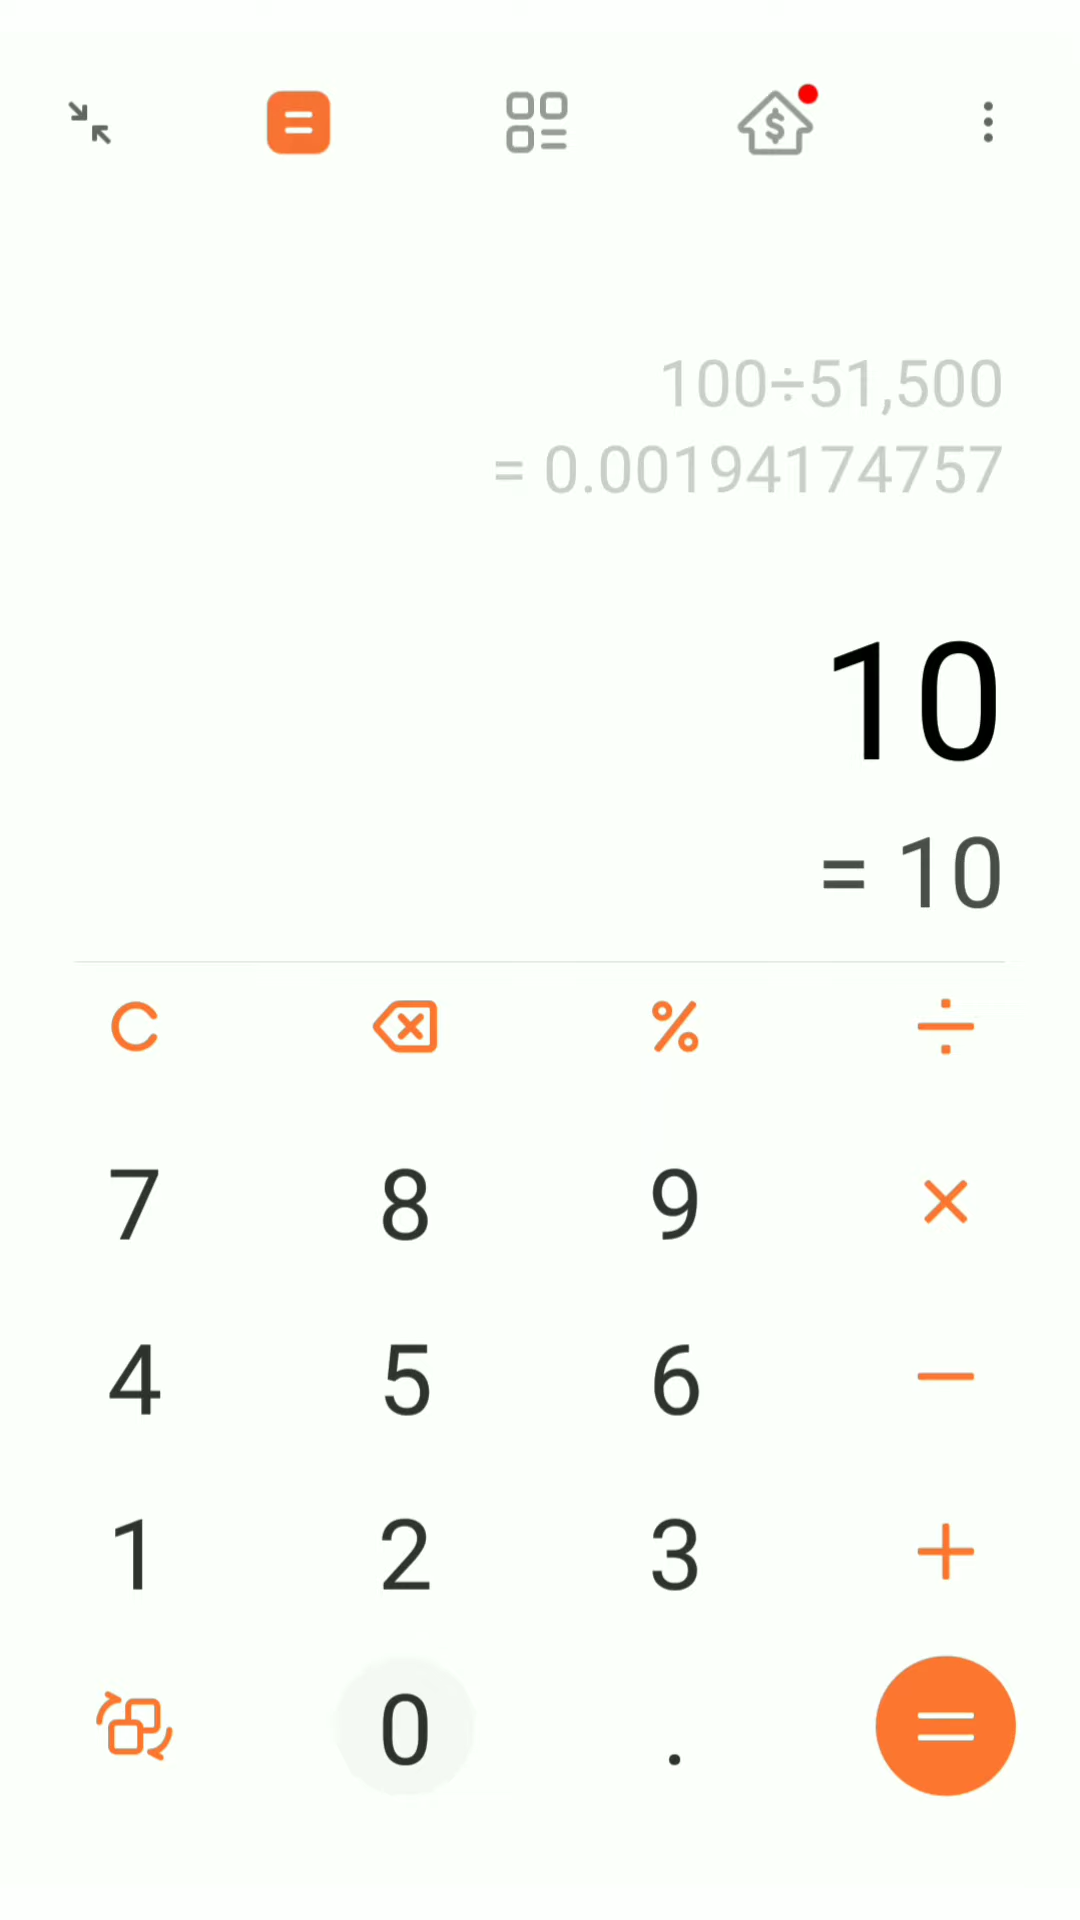 100÷51,500
= 0.00194174757
10
= 10
C % ÷
7 8 9 ×
4 5 6 −
1 2 3 +
0 . =